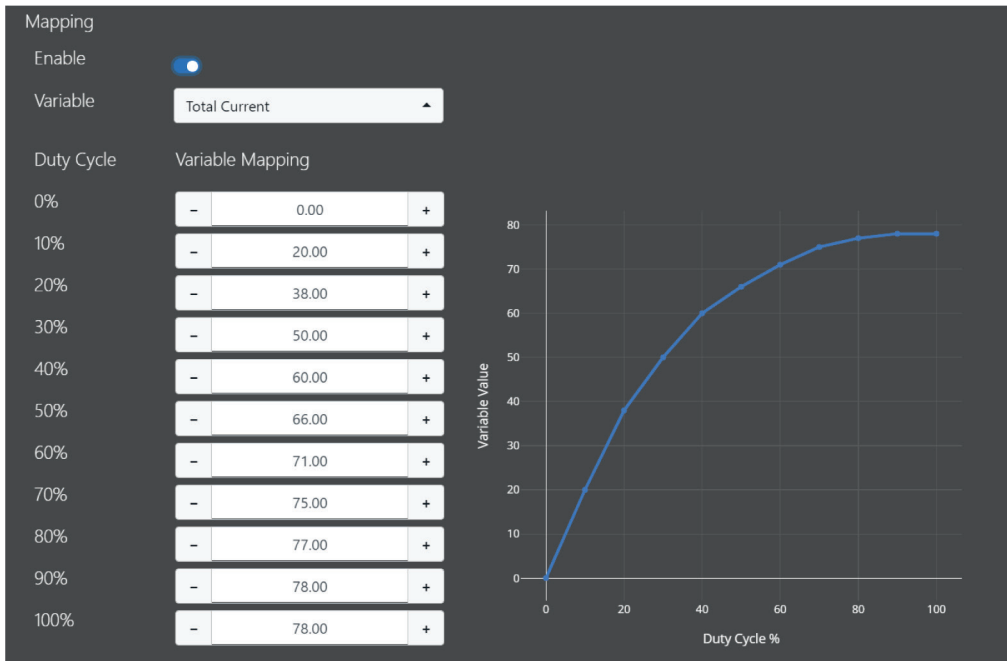 Mapping
Enable
Variable
Total Current
Duty Cycle Variable Mapping
0% - 0.00 +
10% - 20.00 +
20% - 38.00 +
30% - 50.00 +
40% - 60.00 +
50% - 66.00 +
60% - 71.00 +
70% - 75.00 +
80% - 77.00 +
90% - 78.00 +
100% - 78.00 +
Variable Value
80
70
60
50
40
30
20
10
0
0 20 40 60 80 100
Duty Cycle %